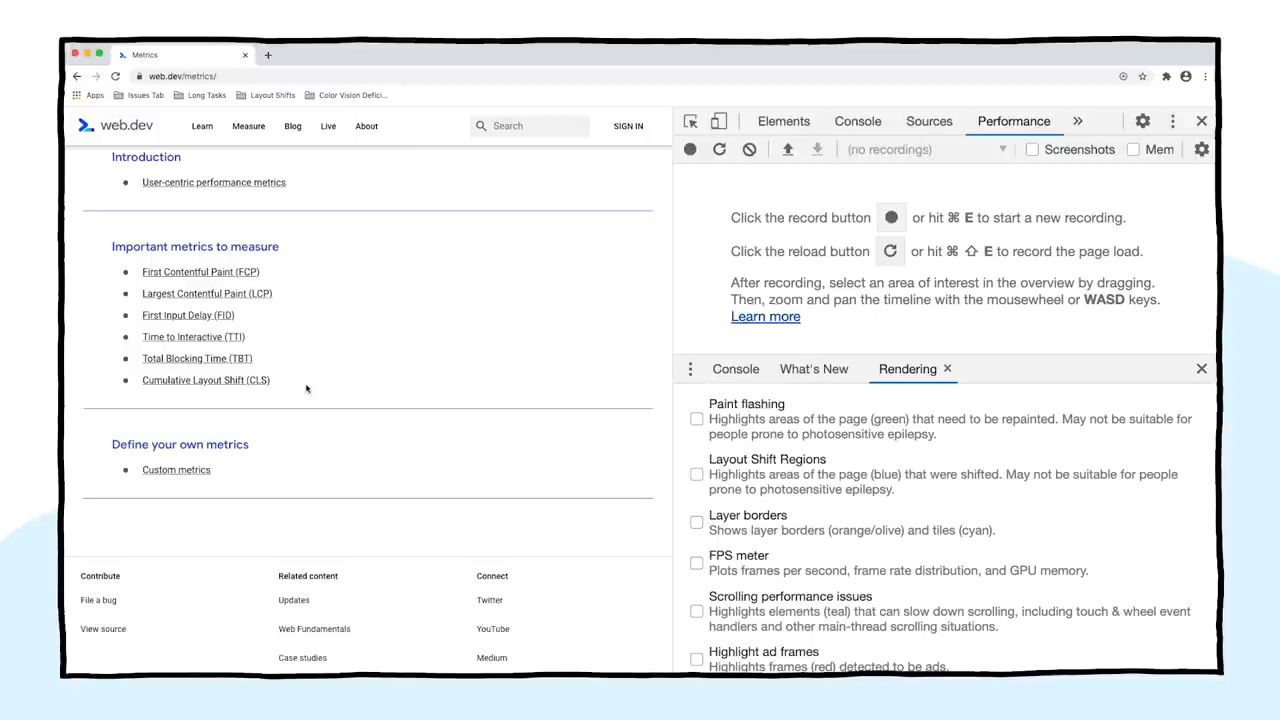 Metrics
web.dev/metrics/
Apps Issues Tab Long Tasks Layout Shifts Color Vision Defici...
web.dev Learn Measure Blog Live About Search SIGN IN
Introduction
User-centric performance metrics
Important metrics to measure
First Contentful Paint (FCP)
Largest Contentful Paint (LCP)
First Input Delay (FID)
Time to Interactive (TTI)
Total Blocking Time (TBT)
Cumulative Layout Shift (CLS)
Define your own metrics
Custom metrics
Contribute Related content Connect
File a bug Updates Twitter
View source Web Fundamentals YouTube
Case studies Medium
Elements Console Sources Performance »
(no recordings) Screenshots Mem
Click the record button or hit ⌘ E to start a new recording.
Click the reload button or hit ⌘ ⇧ E to record the page load.
After recording, select an area of interest in the overview by dragging.
Then, zoom and pan the timeline with the mousewheel or WASD keys.
Learn more
Console What's New Rendering
Paint flashing
Highlights areas of the page (green) that need to be repainted. May not be suitable for
people prone to photosensitive epilepsy.
Layout Shift Regions
Highlights areas of the page (blue) that were shifted. May not be suitable for people
prone to photosensitive epilepsy.
Layer borders
Shows layer borders (orange/olive) and tiles (cyan).
FPS meter
Plots frames per second, frame rate distribution, and GPU memory.
Scrolling performance issues
Highlights elements (teal) that can slow down scrolling, including touch & wheel event
handlers and other main-thread scrolling situations.
Highlight ad frames
Highlights frames (red) detected to be ads.